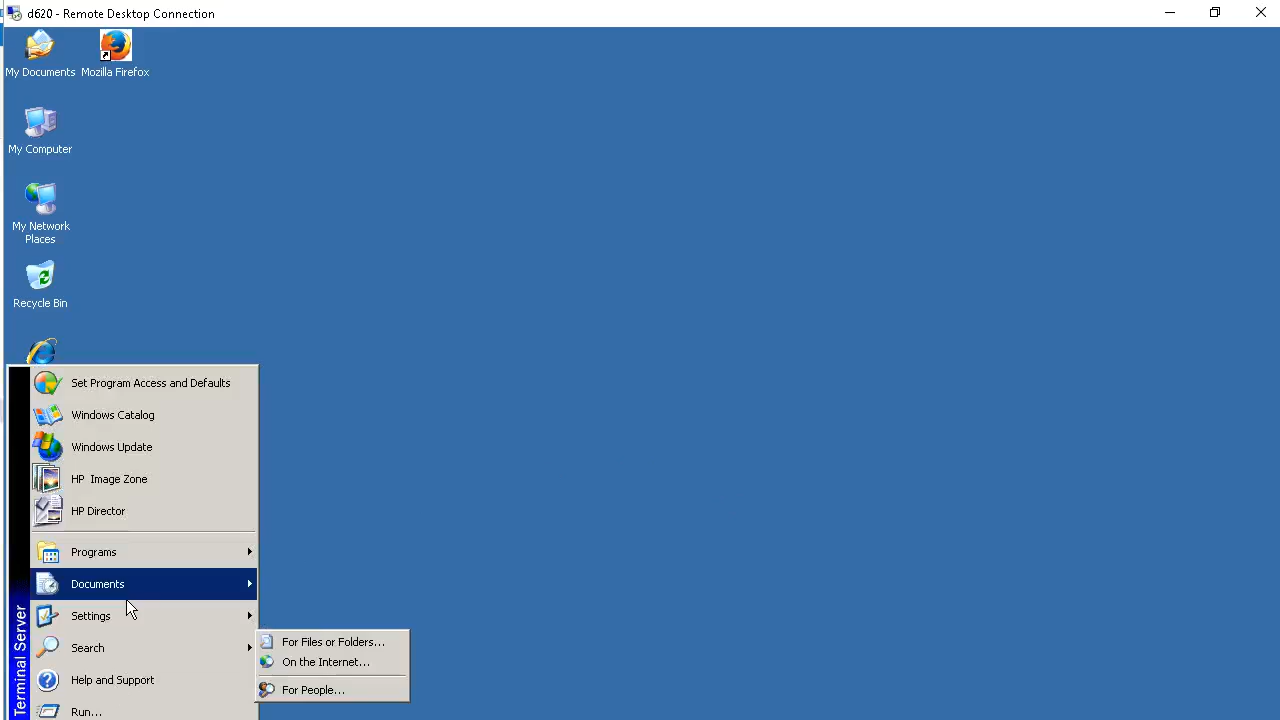 d620 - Remote Desktop Connection
My Documents
Mozilla Firefox
My Computer
My Network
Places
Recycle Bin
Set Program Access and Defaults
Windows Catalog
Windows Update
HP Image Zone
HP Director
Programs
Documents
Settings
Search
Help and Support
Run...
For Files or Folders...
On the Internet...
For People...
Terminal Server